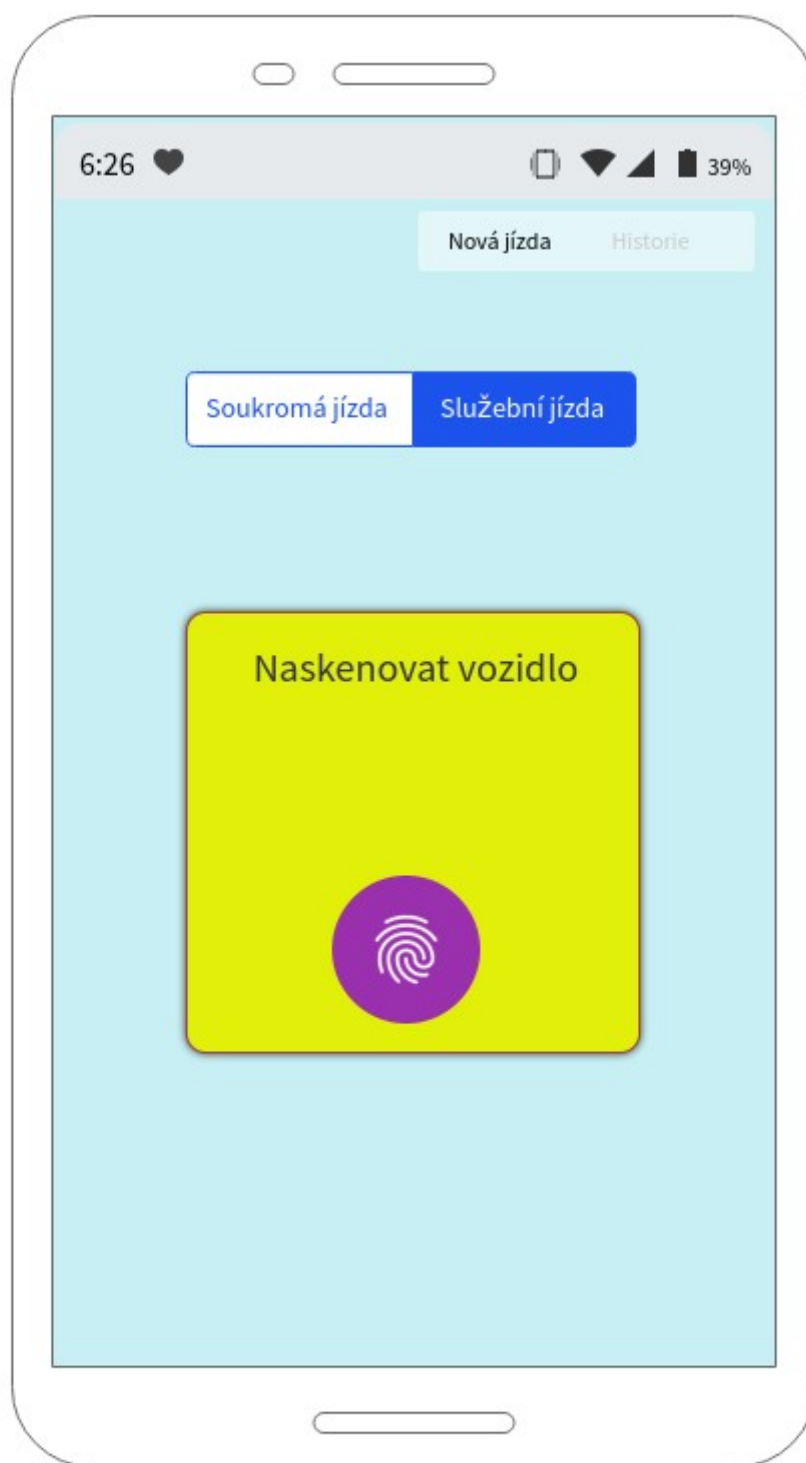 6:26 39%
Nová jízda Historie
Soukromá jízda Služební jízda
Naskenovat vozidlo